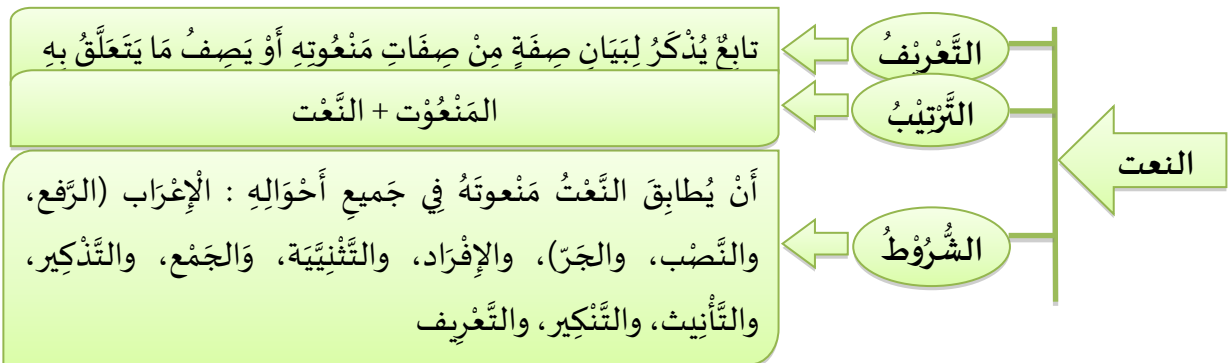 النعت
التَّعْرِيْفُ
تابِعٌ يُذْكَرُ لِبَيَانِ صِفَةٍ مِنْ صِفَاتِ مَنْعُوتِهِ أَوْ يَصِفُ مَا يَتَعَلَّقُ بِهِ
التَّرْتِيْبُ
المَنْعُوْت + النَّعْت
الشُّرُوْطُ
أَنْ يُطابِقَ النَّعْتُ مَنْعوتَهُ فِي جَميعِ أَحْوَالِهِ : الْإِعْرَاب (الرَّفع،
والنَّصْب، والجَرّ)، والإِفْرَاد، والتَّثْنِيَّيَة، وَالجَمْع، والتَّذْكِير،
والتَّأْنِيث، والتَّنْكِير، والتَّعْرِيف